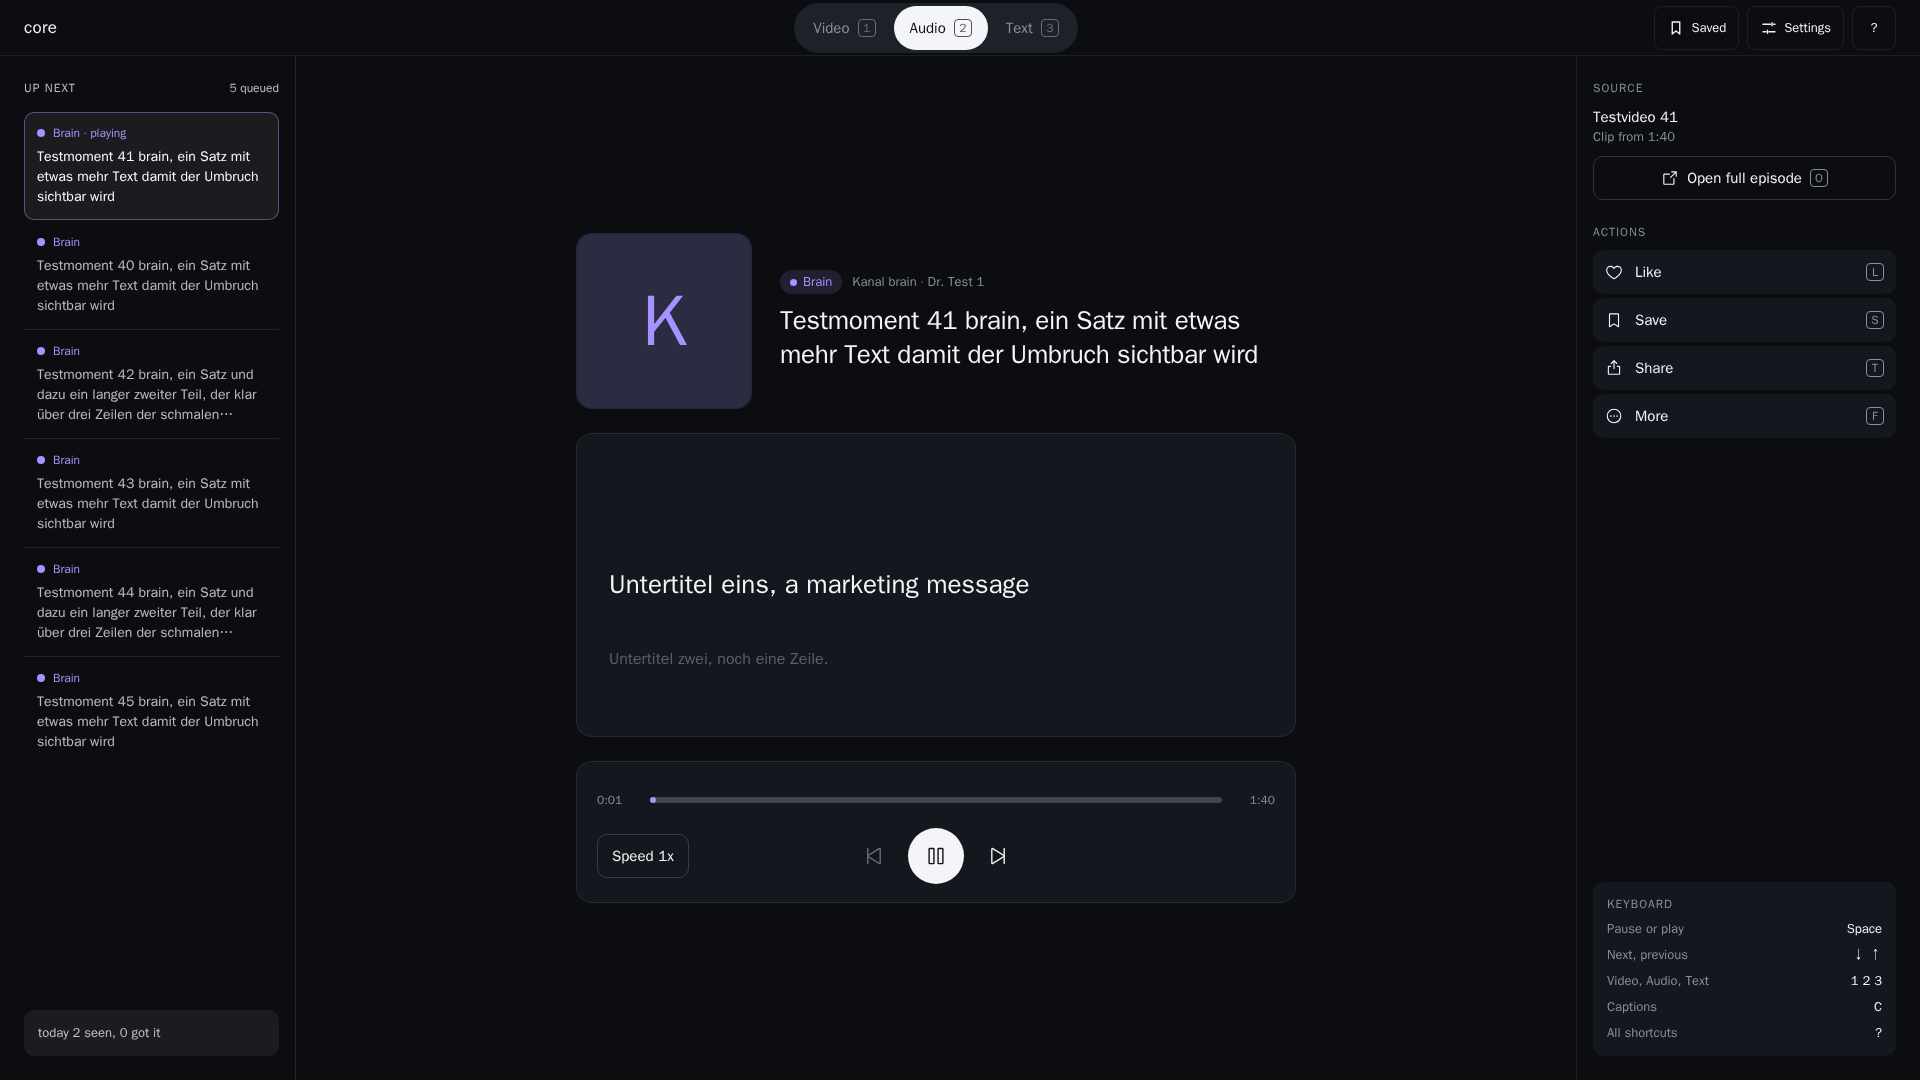 core
Video 1
Audio 2
Text 3
Saved
Settings
?
UP NEXT
5 queued
Brain · playing
Testmoment 41 brain, ein Satz mit
etwas mehr Text damit der Umbruch
sichtbar wird
Brain
Testmoment 40 brain, ein Satz mit
etwas mehr Text damit der Umbruch
sichtbar wird
Brain
Testmoment 42 brain, ein Satz und
dazu ein langer zweiter Teil, der klar
über drei Zeilen der schmalen…
Brain
Testmoment 43 brain, ein Satz mit
etwas mehr Text damit der Umbruch
sichtbar wird
Brain
Testmoment 44 brain, ein Satz und
dazu ein langer zweiter Teil, der klar
über drei Zeilen der schmalen…
Brain
Testmoment 45 brain, ein Satz mit
etwas mehr Text damit der Umbruch
sichtbar wird
today 2 seen, 0 got it
K
Brain
Kanal brain · Dr. Test 1
Testmoment 41 brain, ein Satz mit etwas
mehr Text damit der Umbruch sichtbar wird
Untertitel eins, a marketing message
Untertitel zwei, noch eine Zeile.
0:01
1:40
Speed 1x
SOURCE
Testvideo 41
Clip from 1:40
Open full episode O
ACTIONS
Like L
Save S
Share T
More F
KEYBOARD
Pause or play Space
Next, previous ↓ ↑
Video, Audio, Text 1 2 3
Captions C
All shortcuts ?